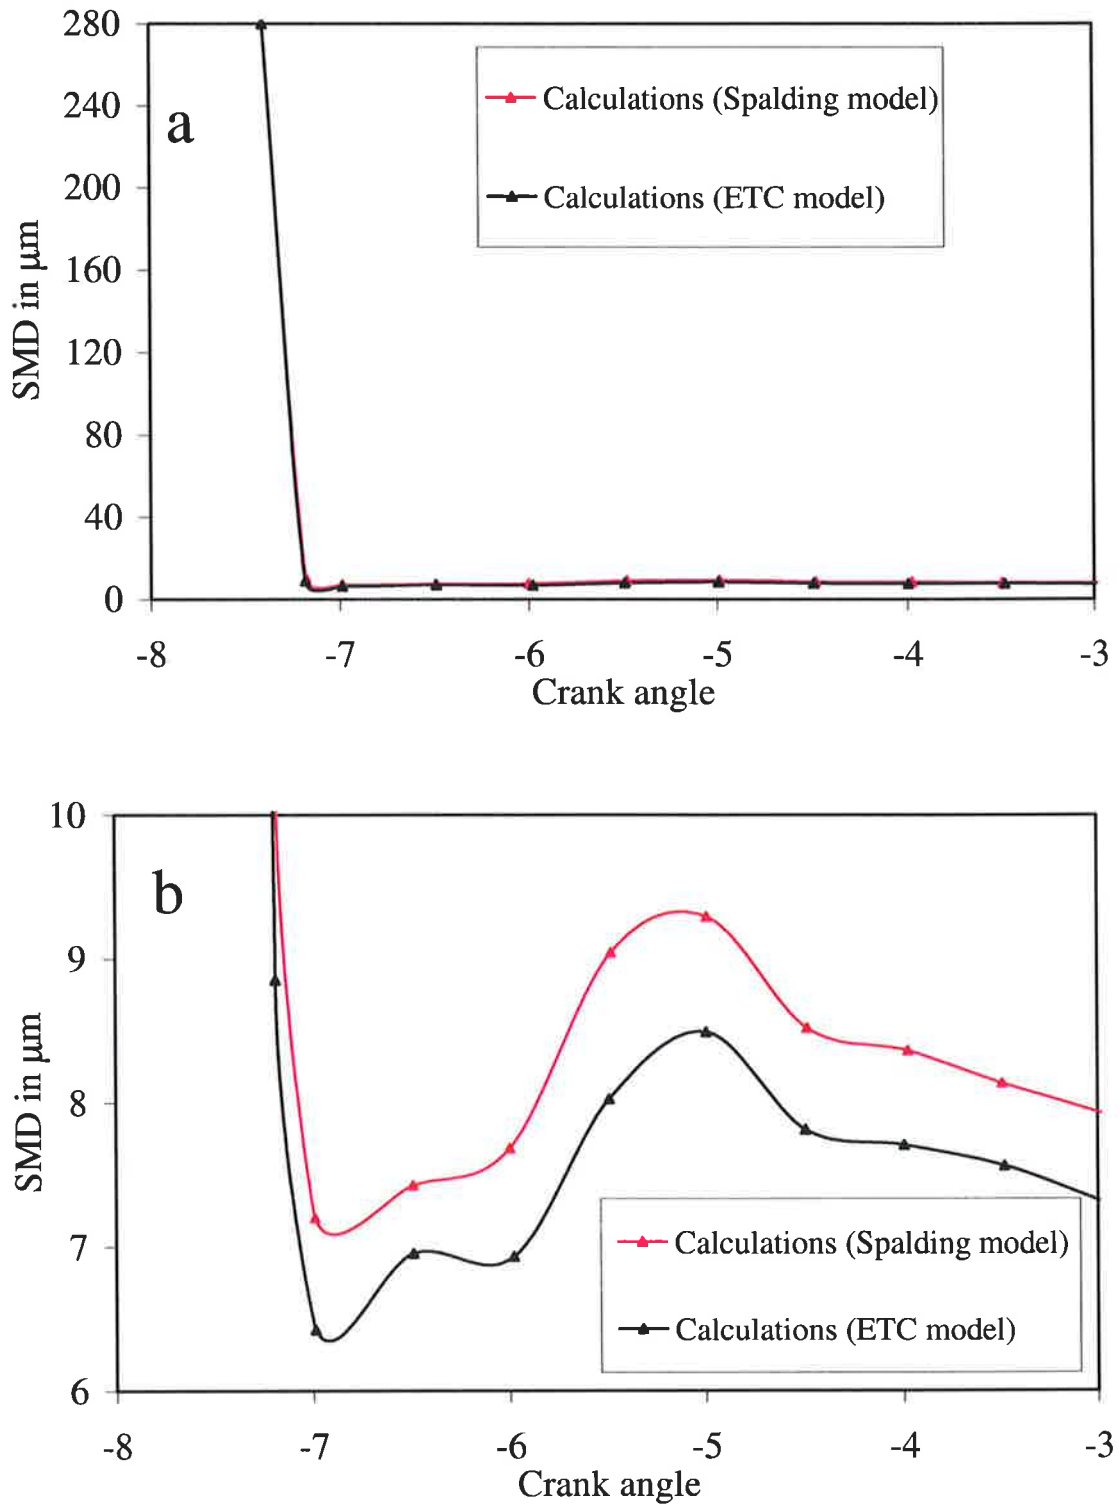 280
240
200
160
120
80
40
0
SMD in μm
a
Calculations (Spalding model)
Calculations (ETC model)
-8 -7 -6 -5 -4 -3
Crank angle
10
9
8
7
6
SMD in μm
b
Calculations (Spalding model)
Calculations (ETC model)
-8 -7 -6 -5 -4 -3
Crank angle